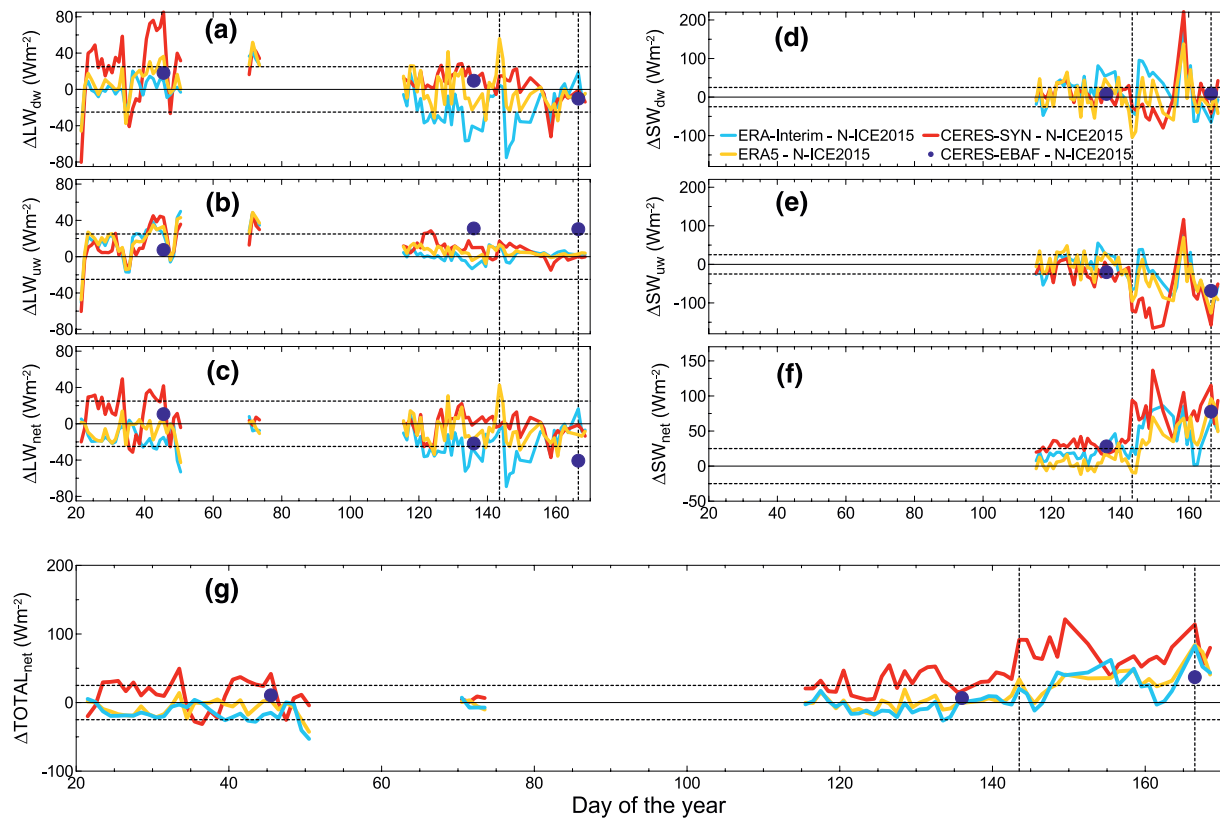 (a)
ΔLWdw (Wm-2)
80
40
0
-40
-80
(b)
ΔLWuw (Wm-2)
80
40
0
-40
-80
(c)
ΔLWnet (Wm-2)
80
40
0
-40
-80
20 40 60 80 100 120 140 160
(d)
ΔSWdw (Wm-2)
200
100
0
-100
ERA-Interim - N-ICE2015
CERES-SYN - N-ICE2015
ERA5 - N-ICE2015
CERES-EBAF - N-ICE2015
(e)
ΔSWuw (Wm-2)
200
100
0
-100
(f)
ΔSWnet (Wm-2)
150
100
50
0
50
20 40 60 80 100 120 140 160
(g)
ΔTOTALnet (Wm-2)
200
100
0
-100
20 40 60 80 100 120 140 160
Day of the year